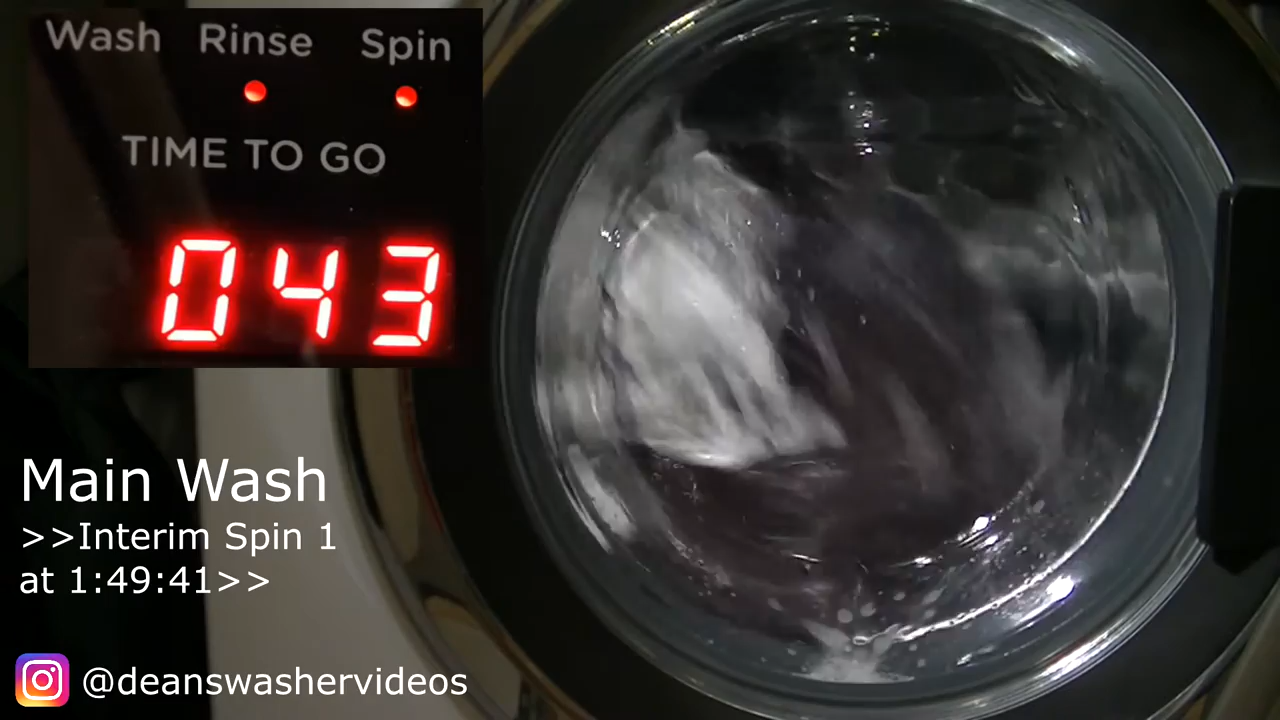 Wash Rinse Spin
TIME TO GO
043
Main Wash
>>Interim Spin 1
at 1:49:41>>
@deanswashervideos